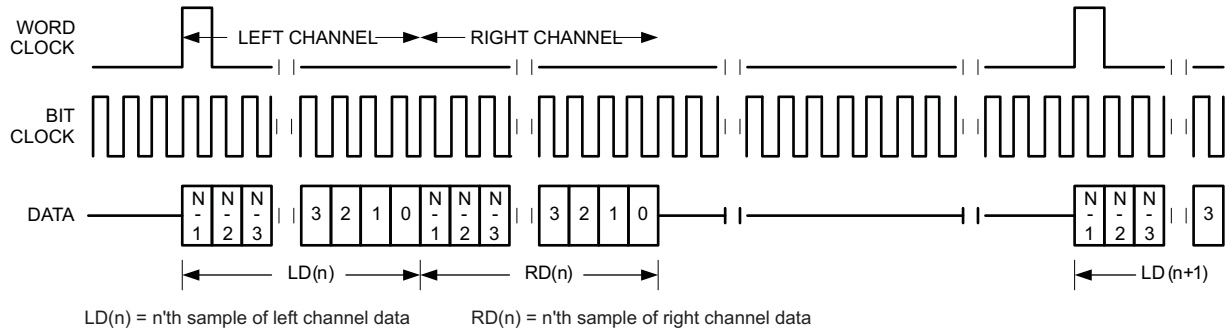 WORD
CLOCK
LEFT CHANNEL
RIGHT CHANNEL
BIT
CLOCK
DATA
N-1 N-2 N-3 3 2 1 0 N-1 N-2 N-3 3 2 1 0 N-1 N-2 N-3 3
LD(n) RD(n) LD (n+1)
LD(n) = n'th sample of left channel data RD(n) = n'th sample of right channel data